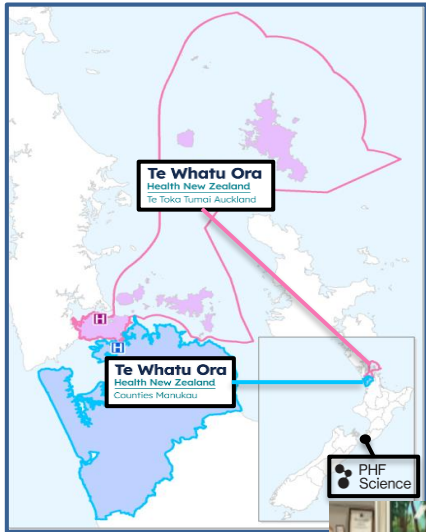 Te Whatu Ora
Health New Zealand
Te Toka Tumai Auckland
H
H
Te Whatu Ora
Health New Zealand
Counties Manukau
PHF
Science